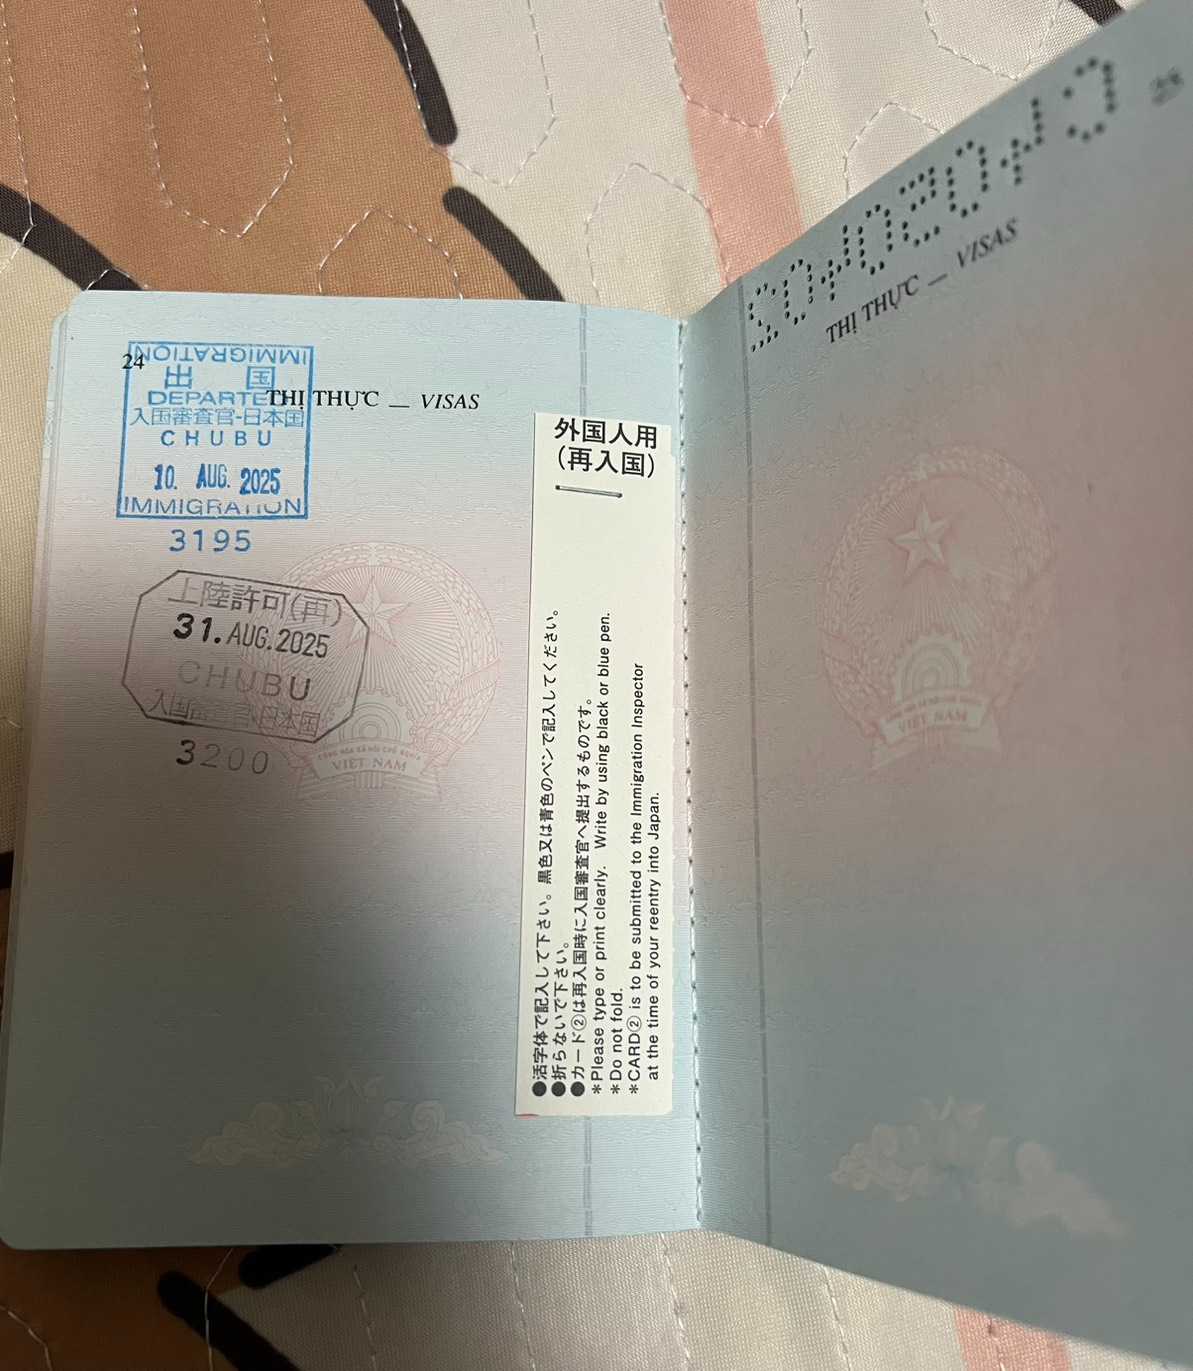 24
IMMIGRATION
出 国
DEPARTED
入国審査官-日本国
CHUBU
10. AUG. 2025
IMMIGRATION
3195
THỊ THỰC — VISAS
上陸許可(再)
31. AUG. 2025
CHUBU
入国審査官-日本国
3200
CỘNG HÒA XÃ HỘI CHỦ NGHĨA
VIỆT NAM
外国人用
(再入国)
●活字体で記入して下さい。黒色又は青色のペンで記入してください。
●折らないで下さい。
●カード②は再入国時に入国審査官へ提出するものです。
*Please type or print clearly. Write by using black or blue pen.
*Do not fold.
*CARD② is to be submitted to the Immigration Inspector
at the time of your reentry into Japan.
THỊ THỰC — VISAS
VIỆT NAM